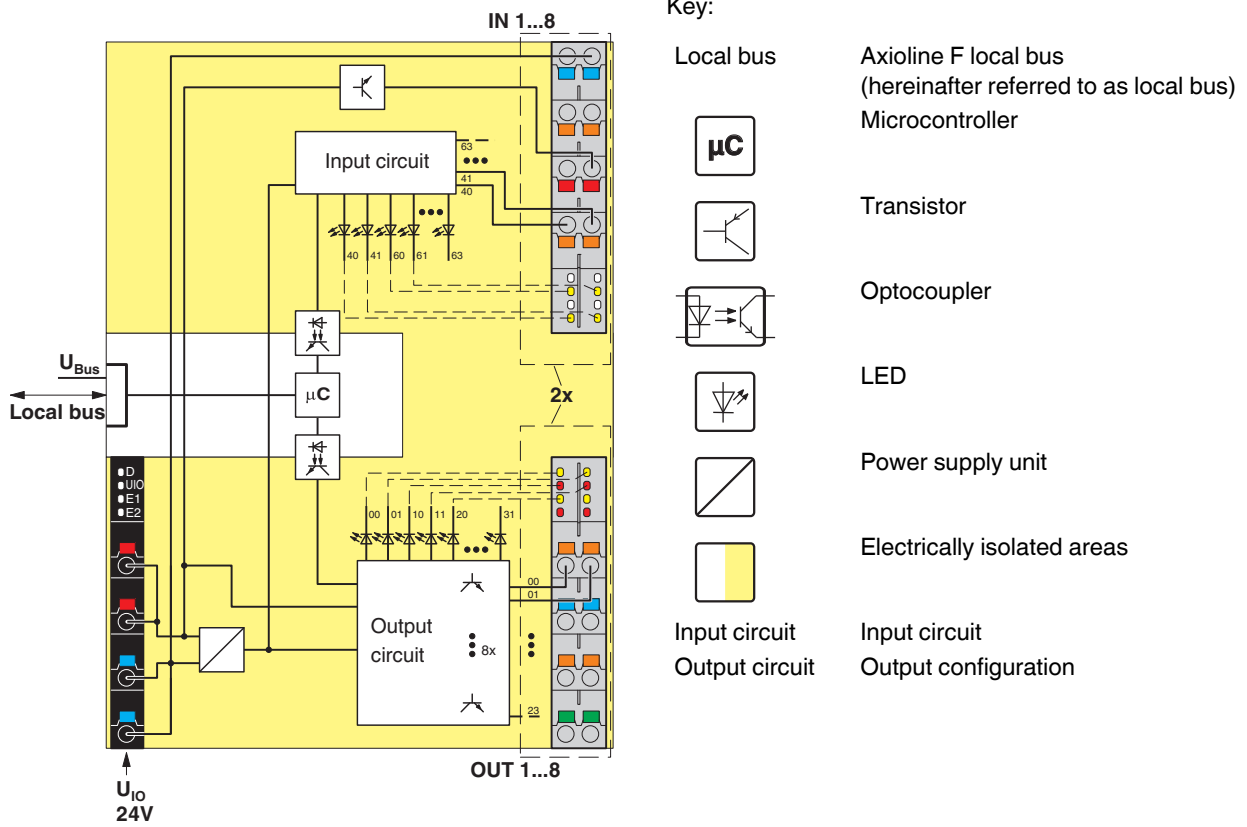 IN 1...8
Input circuit
63
41
40
40 41 60 61 63
U_Bus
Local bus
µC
2x
D
UIO
E1
E2
00 01 10 11 20 31
00
01
Output
circuit
8x
23
OUT 1...8
U_IO
24V
Key:
Local bus Axioline F local bus
(hereinafter referred to as local bus)
µC Microcontroller
Transistor
Optocoupler
LED
Power supply unit
Electrically isolated areas
Input circuit Input circuit
Output circuit Output configuration